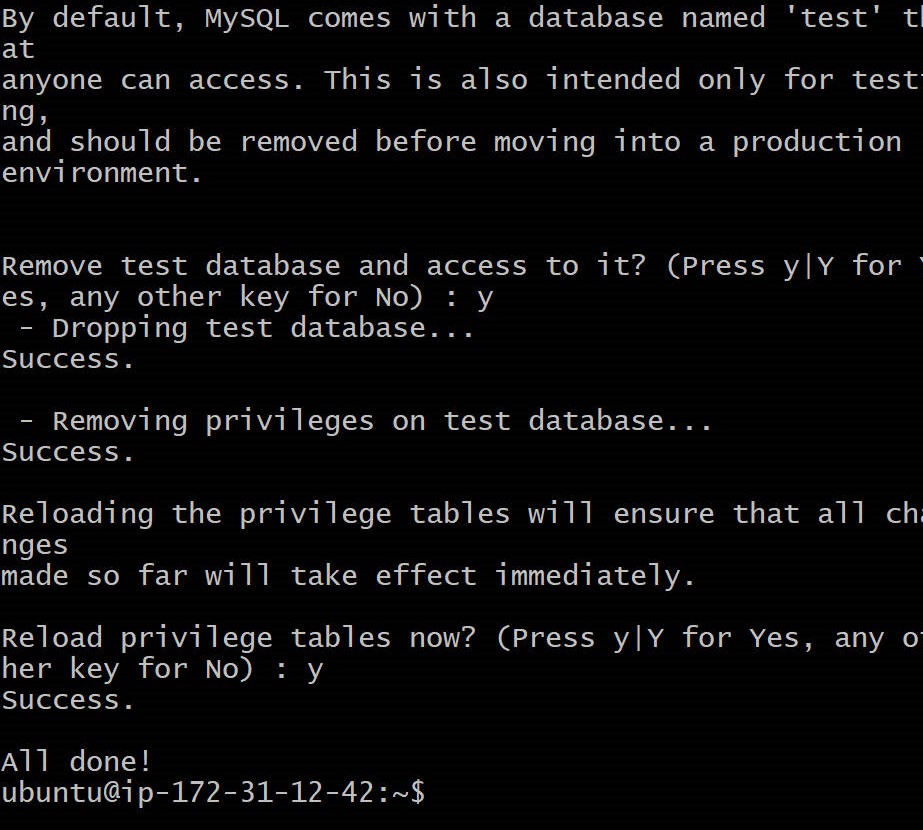 By default, MySQL comes with a database named 'test' th
at
anyone can access. This is also intended only for testi
ng,
and should be removed before moving into a production
environment.
Remove test database and access to it? (Press y|Y for Y
es, any other key for No) : y
 - Dropping test database...
Success.
 - Removing privileges on test database...
Success.
Reloading the privilege tables will ensure that all cha
nges
made so far will take effect immediately.
Reload privilege tables now? (Press y|Y for Yes, any ot
her key for No) : y
Success.
All done!
ubuntu@ip-172-31-12-42:~$